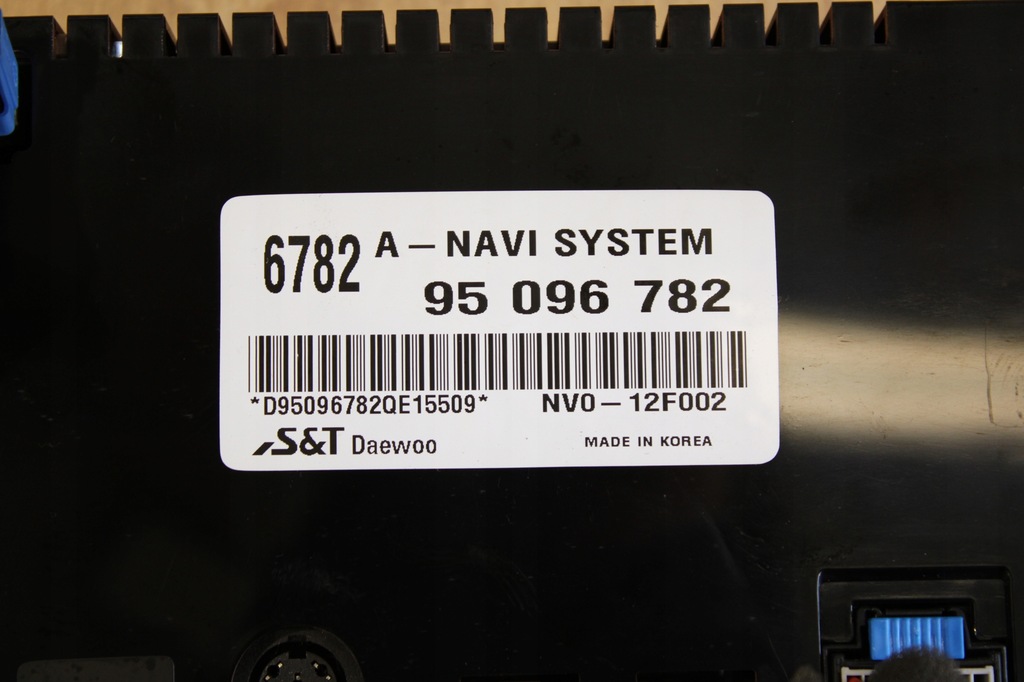 6782 A - NAVI SYSTEM
95 096 782
*D95096782QE15509* NV0 - 12F002
S&T Daewoo MADE IN KOREA